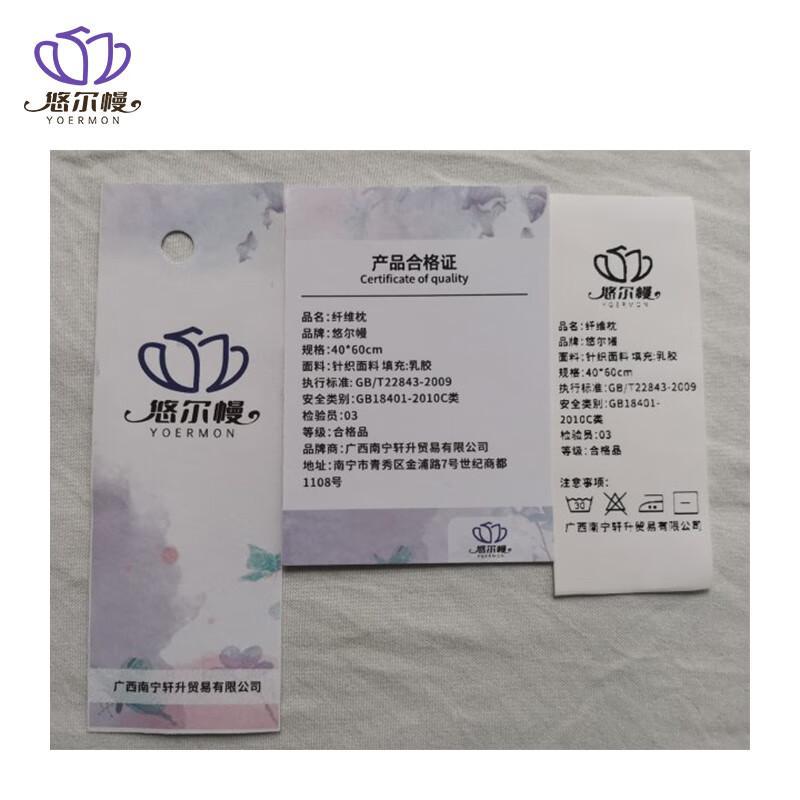 悠尔幔
YOERMON
悠尔幔
YOERMON
广西南宁轩升贸易有限公司
产品合格证
Certificate of quality
品名:纤维枕
品牌:悠尔幔
规格:40*60cm
面料:针织面料 填充:乳胶
执行标准: GB/T22843-2009
安全类别:GB18401-2010C类
检验员:03
等级:合格品
品牌商:广西南宁轩升贸易有限公司
地址:南宁市青秀区金浦路7号世纪商都
1108号
悠尔幔
YOERMON
悠尔幔
YOERMON
品名:纤维枕
品牌:悠尔幔
面料:针织面料 填充:乳胶
规格:40*60cm
执行标准:GB/T22843-2009
安全类别:GB18401-
2010C类
检验员:03
等级:合格品
注意事项:
30
广西南宁轩升贸易有限公司